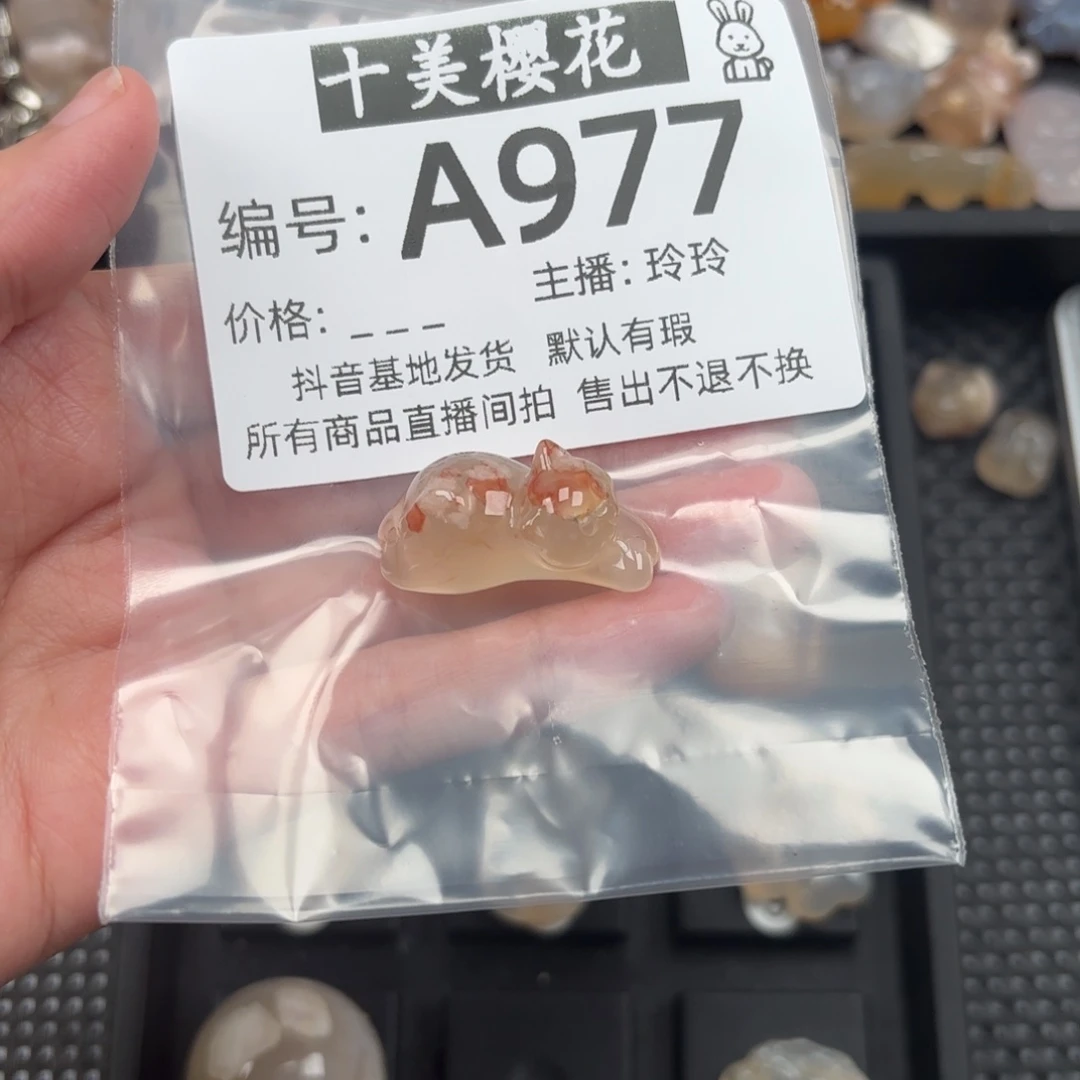 十美樱花
编号: A977
价格: _ _ _ 主播: 玲玲
抖音基地发货 默认有瑕
所有商品直播间拍 售出不退不换